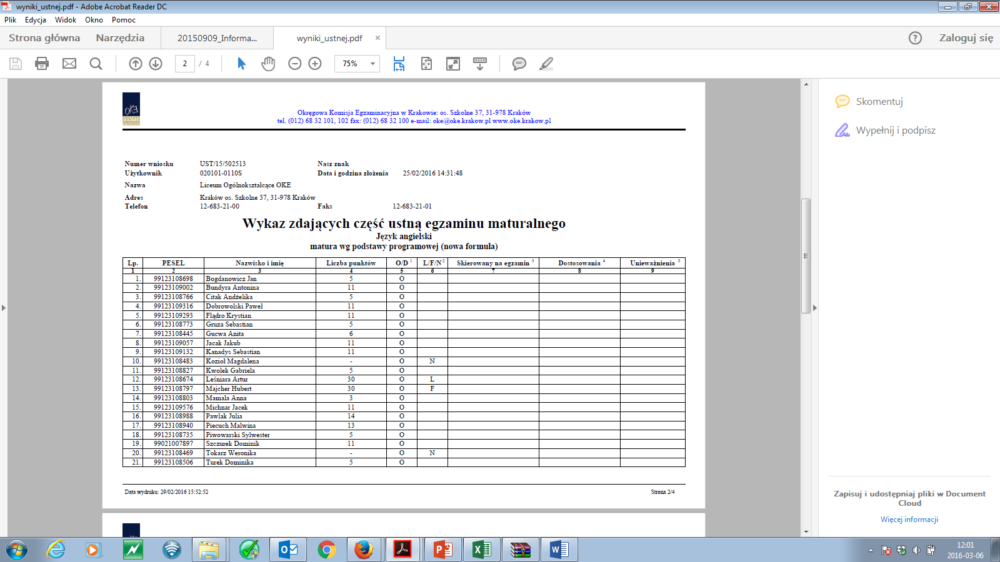 wyniki_ustnej.pdf - Adobe Acrobat Reader DC
Plik Edycja Widok Okno Pomoc
Strona główna Narzędzia 20150909_Informa... wyniki_ustnej.pdf × ? Zaloguj się
2 / 4 75%
Skomentuj
Wypełnij i podpisz
Zapisuj i udostępniaj pliki w Document
Cloud
Więcej informacji
OKE
Okręgowa Komisja Egzaminacyjna w Krakowie: os. Szkolne 37, 31-978 Kraków
tel. (012) 68 32 101, 102 fax: (012) 68 32 100 e-mail: oke@oke.krakow.pl www.oke.krakow.pl
Numer wniosku UST/15/502513 Nasz znak
Użytkownik 020101-0110S Data i godzina złożenia 25/02/2016 14:31:48
Nazwa Liceum Ogólnokształcące OKE
Adres Kraków os. Szkolne 37, 31-978 Kraków
Telefon 12-683-21-00 Faks 12-683-21-01
Wykaz zdających część ustną egzaminu maturalnego
Język angielski
matura wg podstawy programowej (nowa formuła)
Lp. PESEL Nazwisko i imię Liczba punktów O/D 1 L/F/N 2 Skierowany na egzamin 3 Dostosowania 4 Unieważnienia 5
1 2 3 4 5 6 7 8 9
1. 99123108698 Bogdanowicz Jan 5 O
2. 99123109002 Bundyra Antonina 11 O
3. 99123108766 Citak Andżelika 5 O
4. 99123109316 Dobrowolski Paweł 11 O
5. 99123109293 Flądro Krystian 11 O
6. 99123108773 Gruza Sebastian 5 O
7. 99123108445 Gucwa Anita 6 O
8. 99123109057 Jacak Jakub 11 O
9. 99123109132 Kanadys Sebastian 11 O
10. 99123108483 Kozioł Magdalena - O N
11. 99123108827 Kwolek Gabriela 5 O
12. 99123108674 Leśniara Artur 30 O L
13. 99123108797 Majcher Hubert 30 O F
14. 99123108803 Mamala Anna 3 O
15. 99123109576 Michnar Jacek 11 O
16. 99123108988 Pawlak Julia 14 O
17. 99123108940 Piecuch Malwina 13 O
18. 99123108735 Piwowarski Sylwester 5 O
19. 99021007897 Szczurek Dominik 11 O
20. 99123108469 Tokarz Weronika - O N
21. 99123108506 Turek Dominika 5 O
Data wydruku: 29/02/2016 15:52:52 Strona 2/4
12:01
2016-03-06